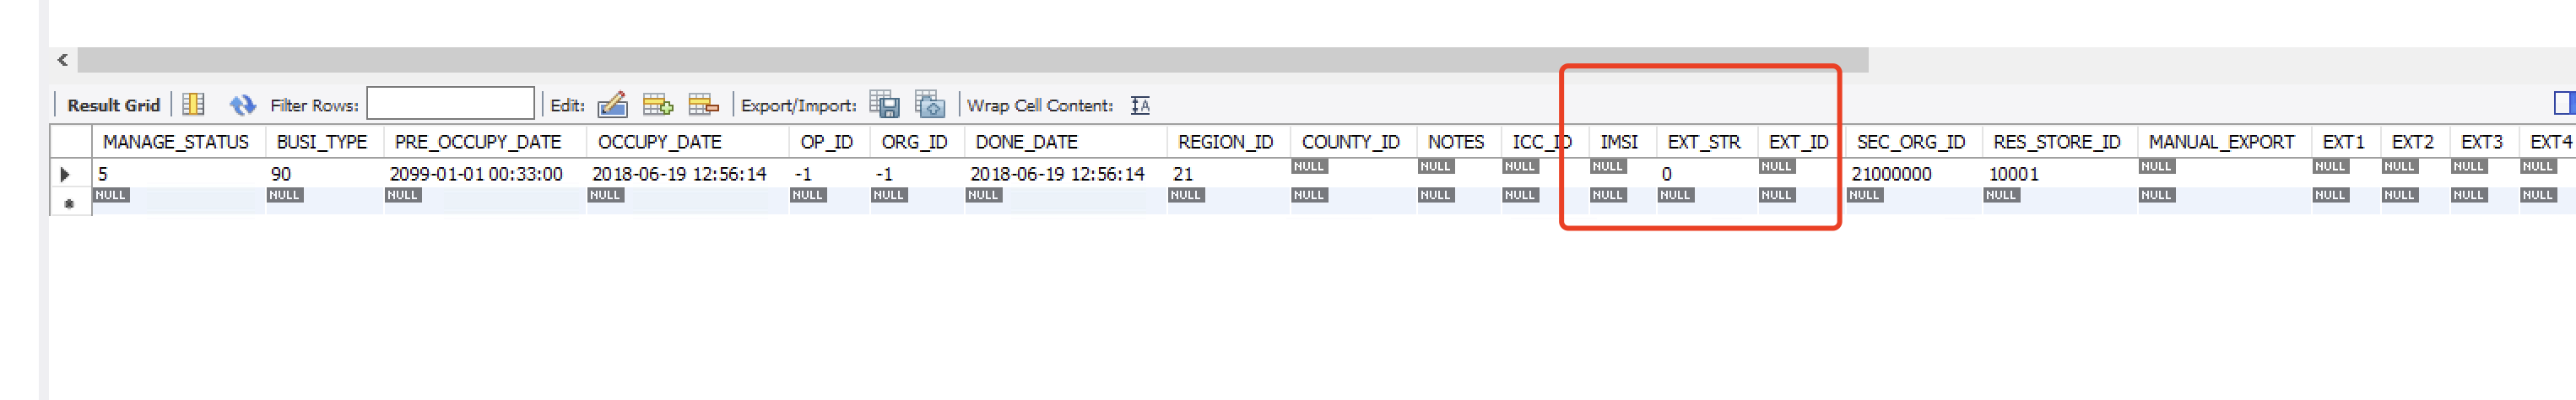 Result Grid Filter Rows: Edit: Export/Import: Wrap Cell Content: A
MANAGE_STATUS BUSI_TYPE PRE_OCCUPY_DATE OCCUPY_DATE OP_ID ORG_ID DONE_DATE REGION_ID COUNTY_ID NOTES ICC_ID IMSI EXT_STR EXT_ID SEC_ORG_ID RES_STORE_ID MANUAL_EXPORT EXT1 EXT2 EXT3 EXT4
5 90 2099-01-01 00:33:00 2018-06-19 12:56:14 -1 -1 2018-06-19 12:56:14 21 NULL NULL NULL NULL 0 NULL 21000000 10001 NULL NULL NULL NULL NULL
NULL NULL NULL NULL NULL NULL NULL NULL NULL NULL NULL NULL NULL NULL NULL NULL NULL NULL NULL NULL NULL